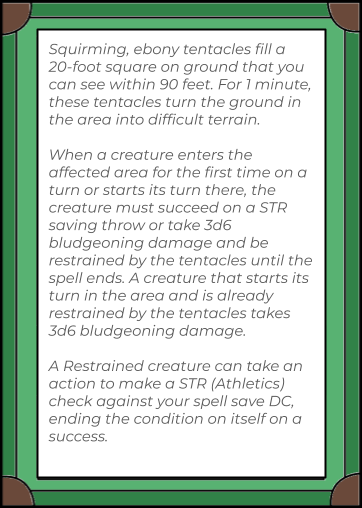 Squirming, ebony tentacles fill a
20-foot square on ground that you
can see within 90 feet. For 1 minute,
these tentacles turn the ground in
the area into difficult terrain.

When a creature enters the
affected area for the first time on a
turn or starts its turn there, the
creature must succeed on a STR
saving throw or take 3d6
bludgeoning damage and be
restrained by the tentacles until the
spell ends. A creature that starts its
turn in the area and is already
restrained by the tentacles takes
3d6 bludgeoning damage.

A Restrained creature can take an
action to make a STR (Athletics)
check against your spell save DC,
ending the condition on itself on a
success.